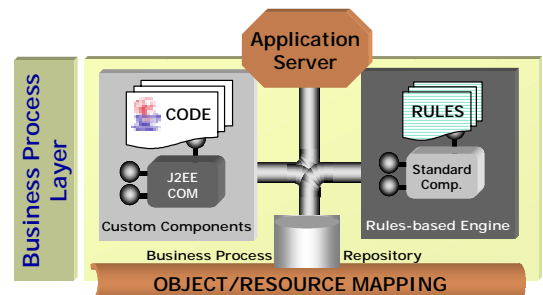 Business Process
Layer
Application
Server
CODE
J2EE
COM
Custom Components
RULES
Standard
Comp.
Rules-based Engine
Business Process Repository
OBJECT/RESOURCE MAPPING